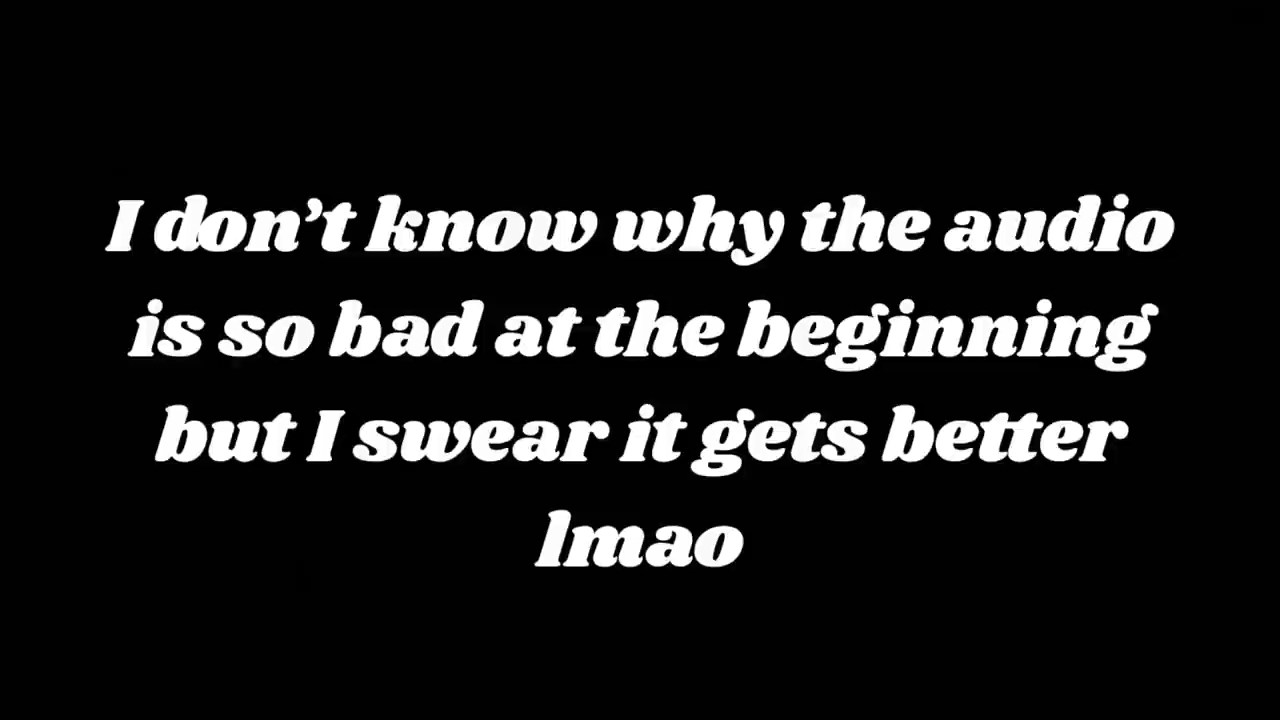 I don’t know why the audio
is so bad at the beginning
but I swear it gets better
lmao